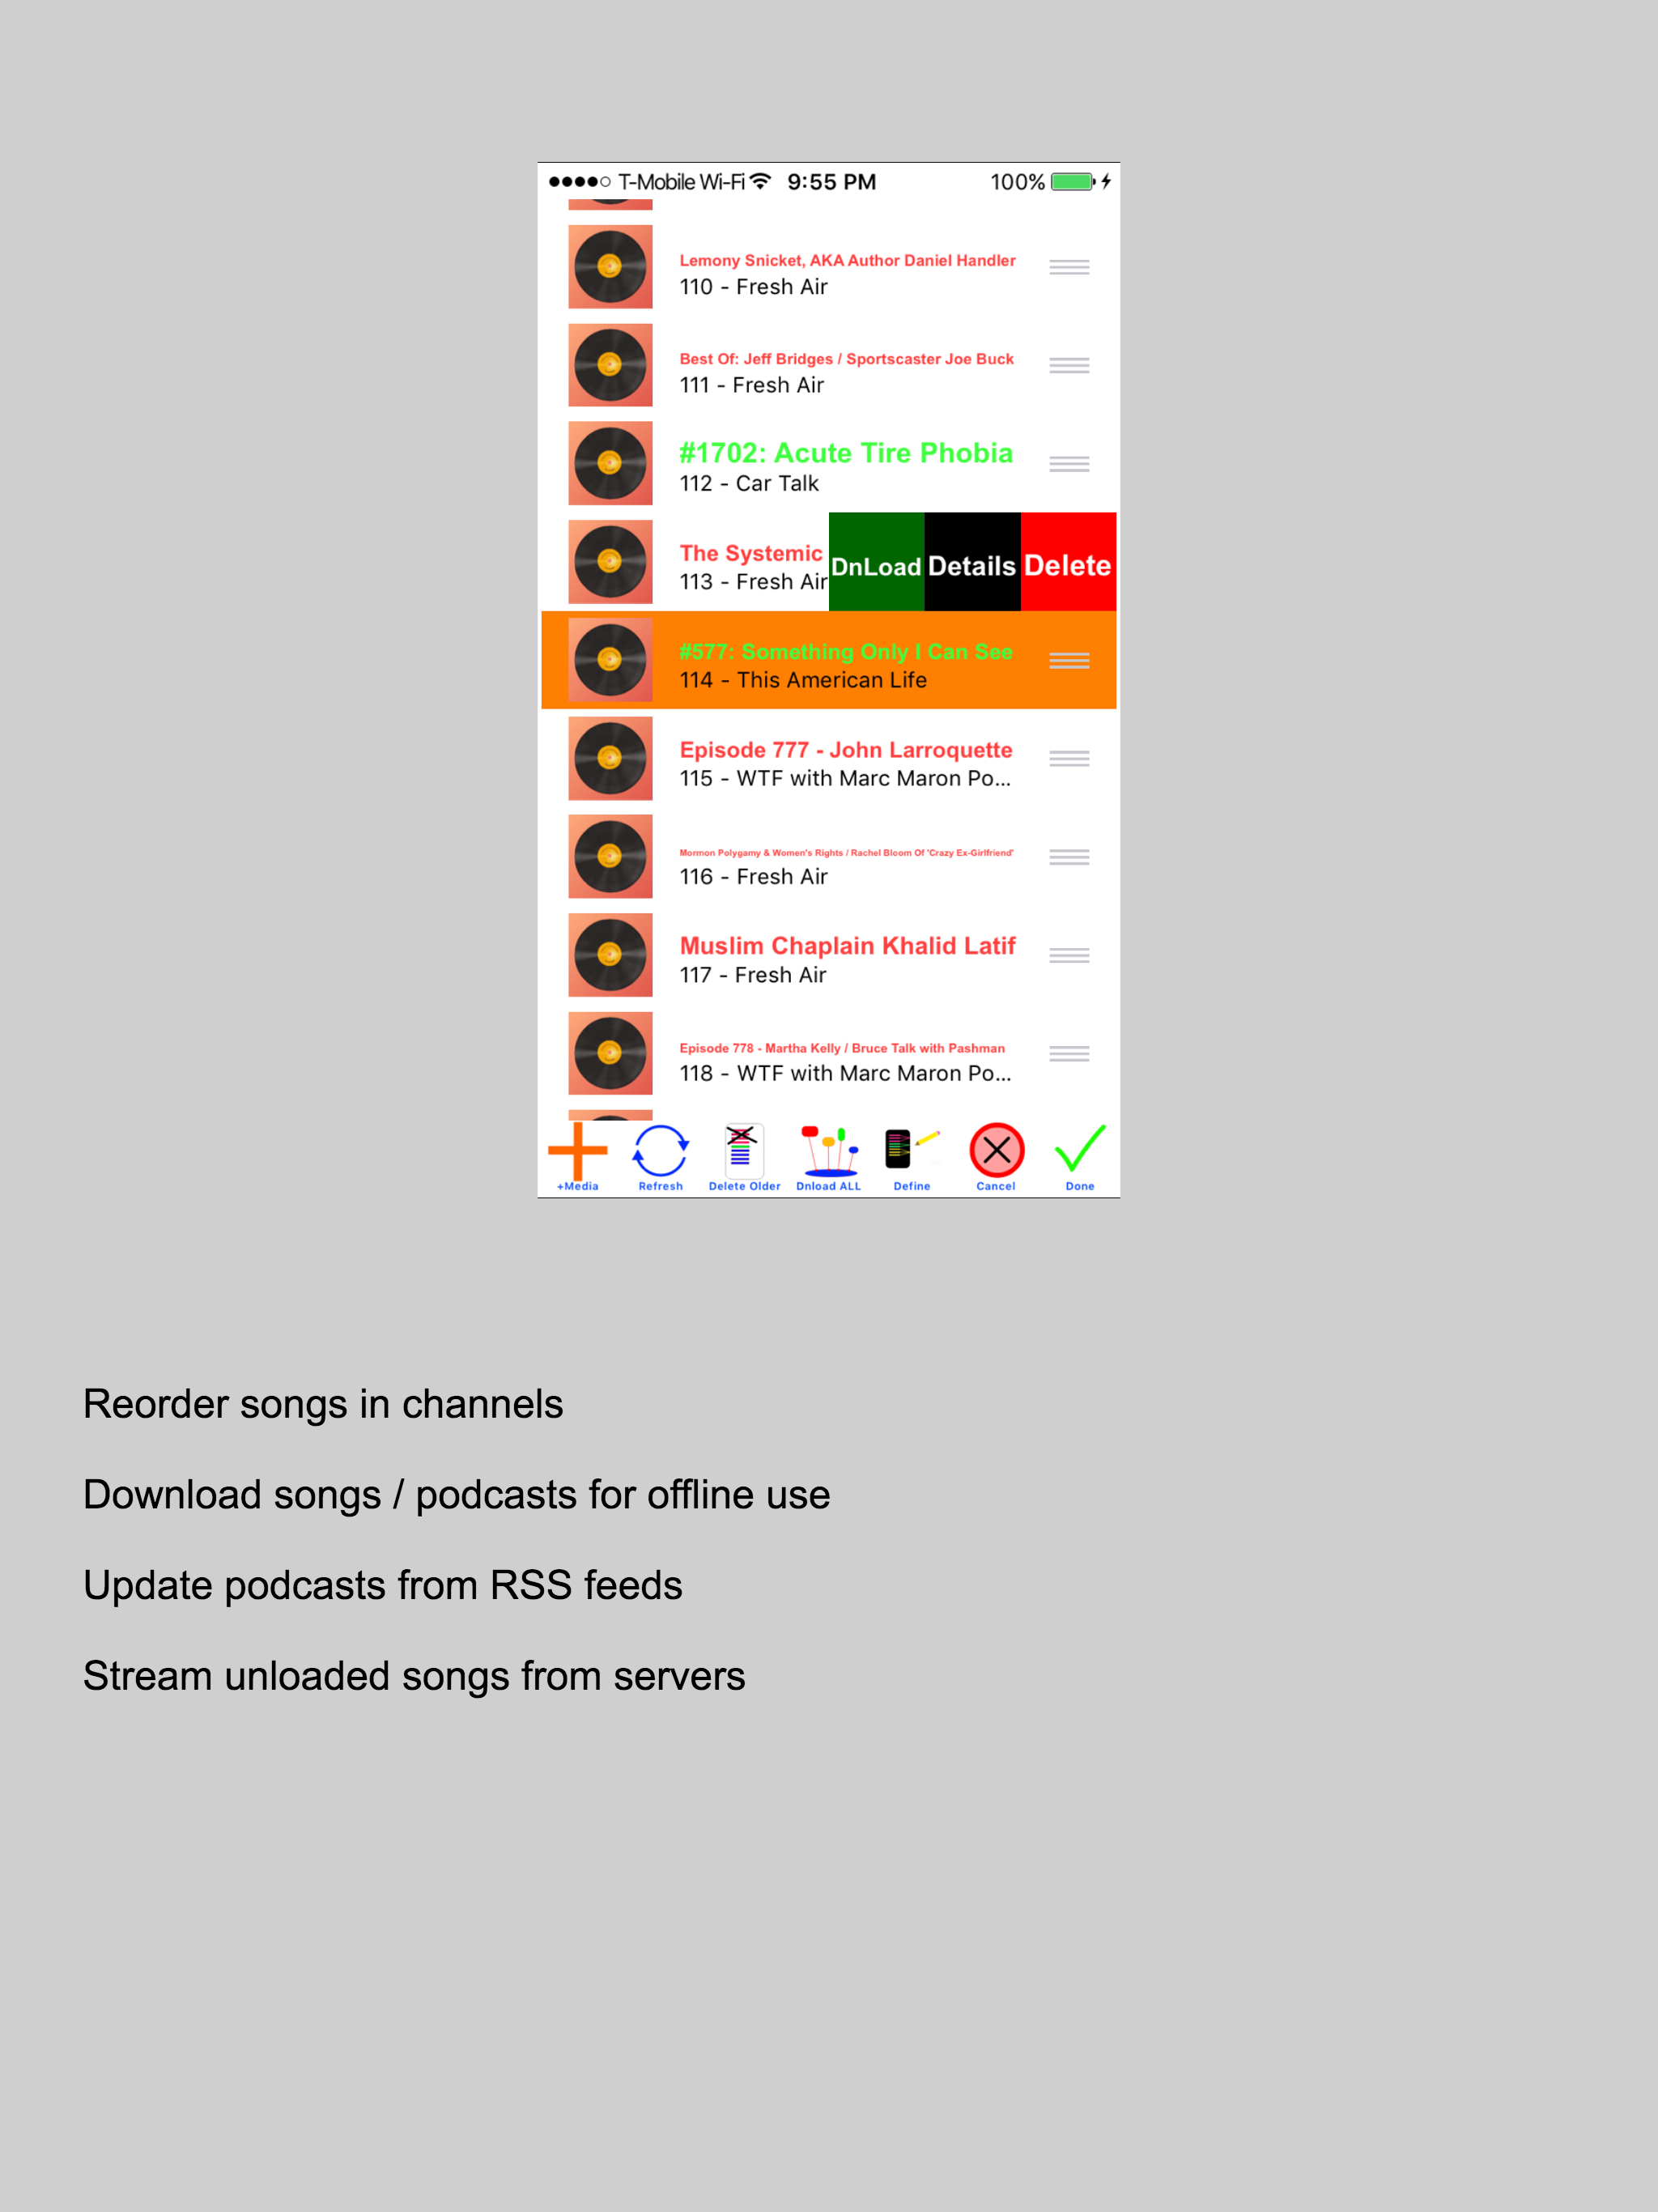 T-Mobile Wi-Fi 9:55 PM 100%
Lemony Snicket, AKA Author Daniel Handler
110 - Fresh Air
Best Of: Jeff Bridges / Sportscaster Joe Buck
111 - Fresh Air
#1702: Acute Tire Phobia
112 - Car Talk
The Systemic
113 - Fresh Air
DnLoad Details Delete
#577: Something Only I Can See
114 - This American Life
Episode 777 - John Larroquette
115 - WTF with Marc Maron Po...
Mormon Polygamy & Women's Rights / Rachel Bloom Of 'Crazy Ex-Girlfriend'
116 - Fresh Air
Muslim Chaplain Khalid Latif
117 - Fresh Air
Episode 778 - Martha Kelly / Bruce Talk with Pashman
118 - WTF with Marc Maron Po...
+Media Refresh Delete Older Dnload ALL Define Cancel Done
Reorder songs in channels
Download songs / podcasts for offline use
Update podcasts from RSS feeds
Stream unloaded songs from servers